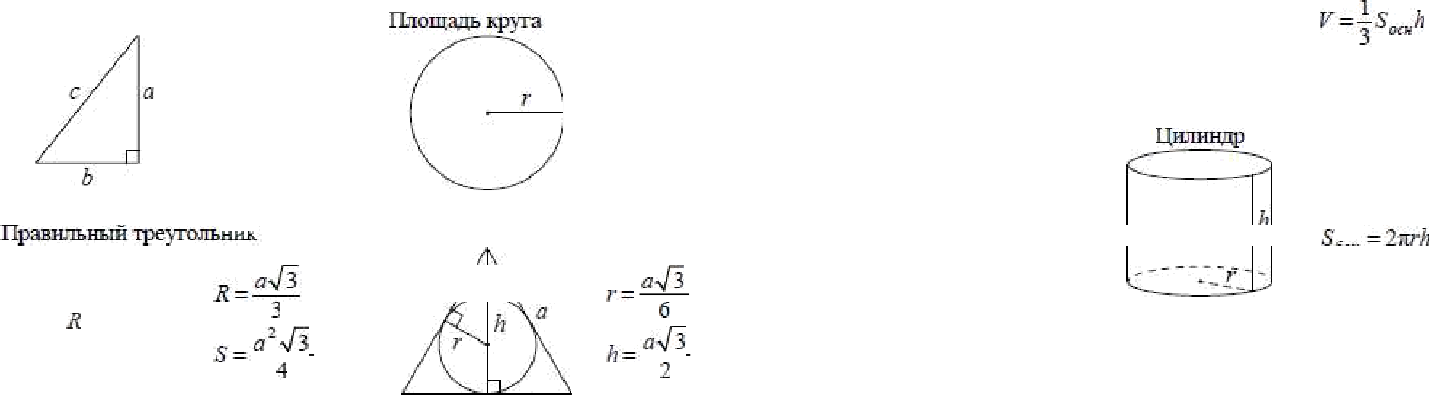 Площадь круга
c
a
b
r
V = 1/3 S_осн h
Цилиндр
h
r
Правильный треугольник
R
R = a√3/3
S = a²√3/4
r
h
a
r = a√3/6
h = a√3/2
= 2πrh